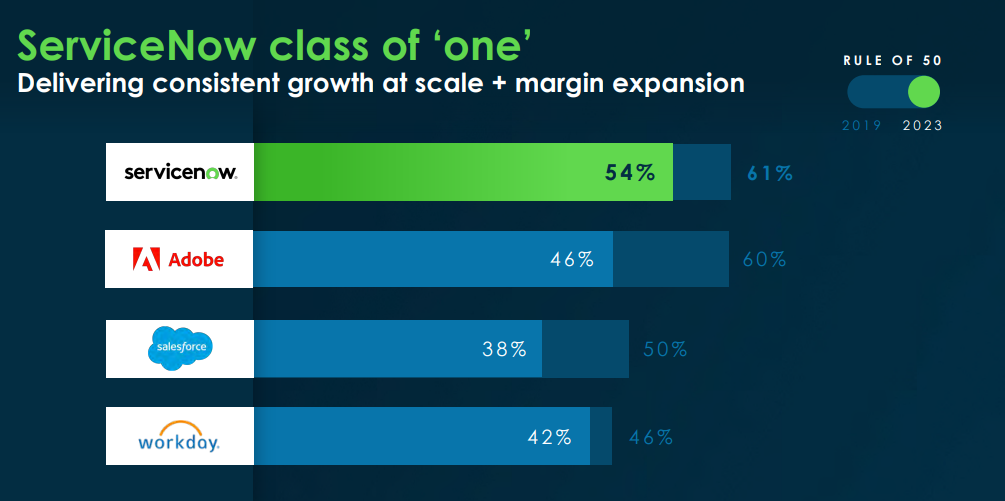 ServiceNow class of ‘one’
Delivering consistent growth at scale + margin expansion
RULE OF 50
2019 2023
servicenow.
54% 61%
Adobe
46% 60%
salesforce
38% 50%
workday.
42% 46%